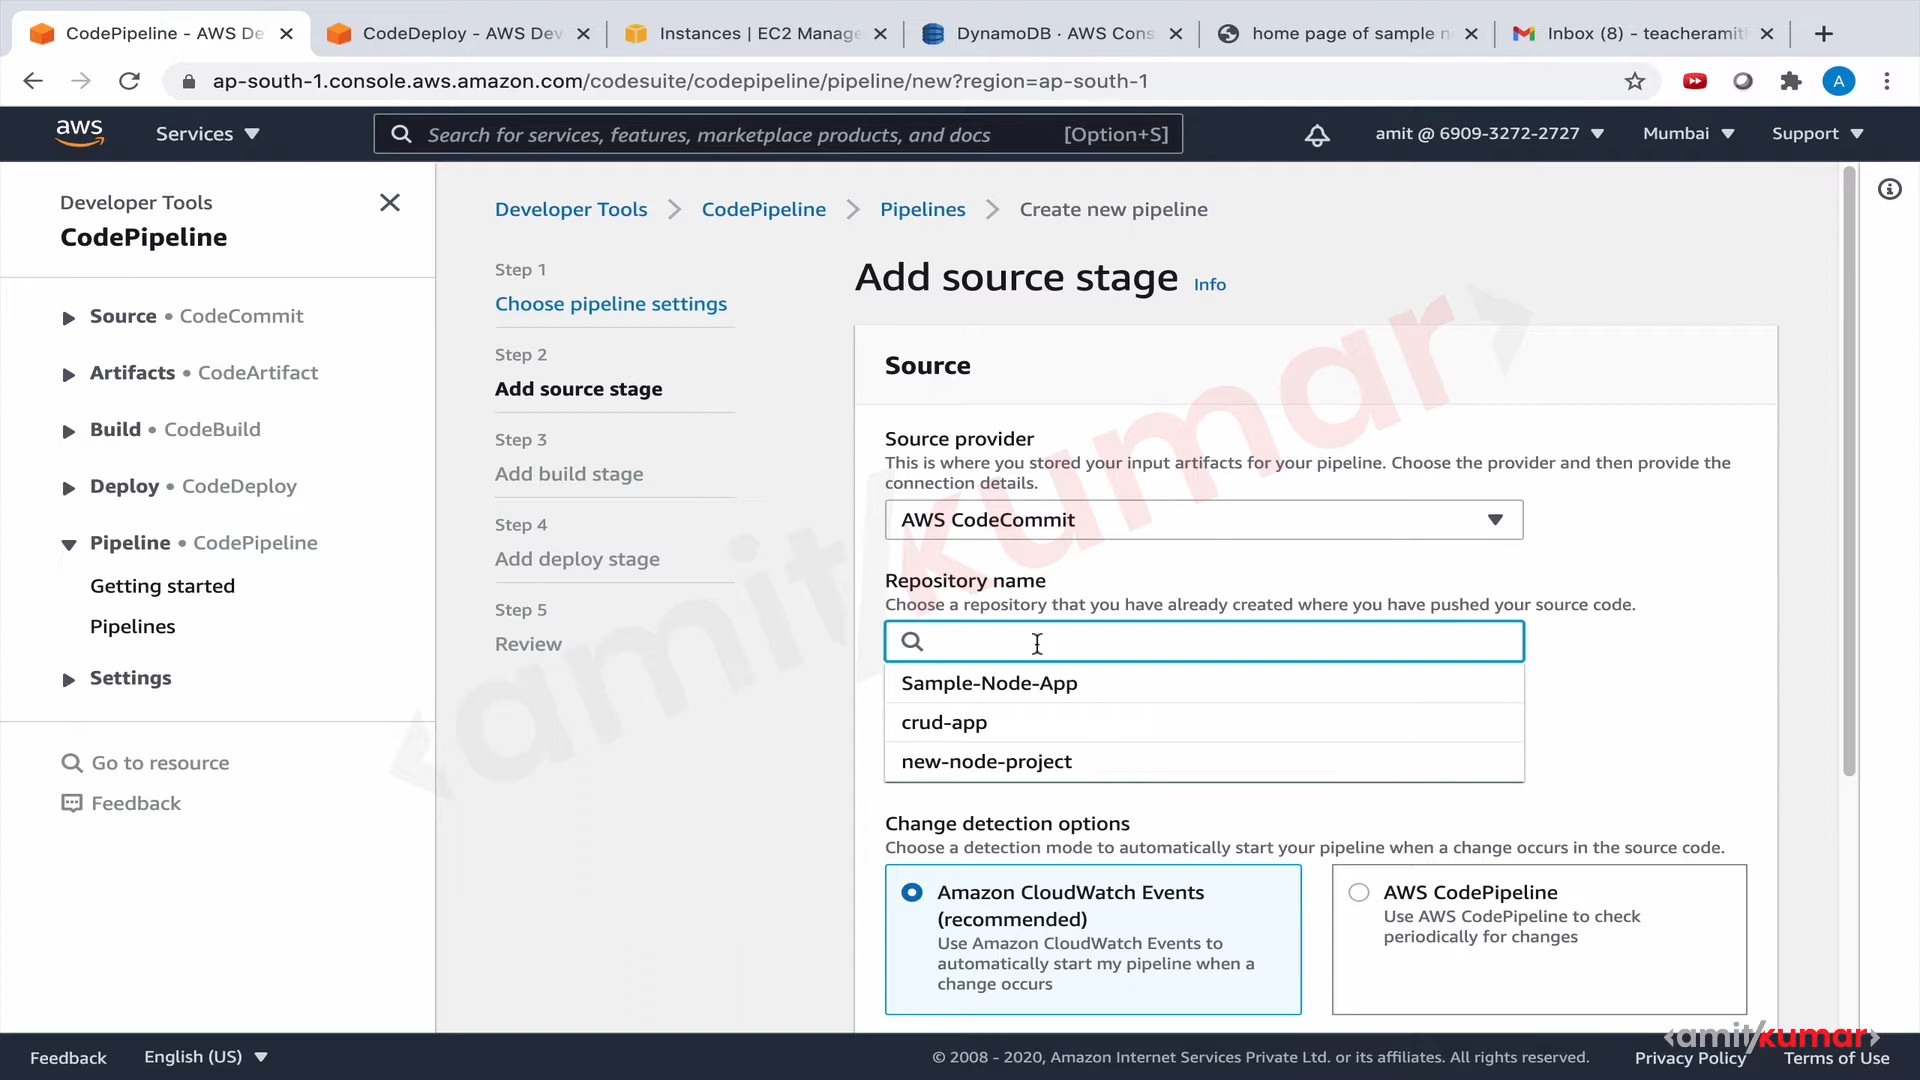 CodePipeline - AWS De
CodeDeploy - AWS Dev
Instances | EC2 Manage
DynamoDB · AWS Cons
home page of sample n
Inbox (8) - teacheramit
ap-south-1.console.aws.amazon.com/codesuite/codepipeline/pipeline/new?region=ap-south-1
A
aws
Services
Search for services, features, marketplace products, and docs
[Option+S]
amit @ 6909-3272-2727
Mumbai
Support
Developer Tools
CodePipeline
Source • CodeCommit
Artifacts • CodeArtifact
Build • CodeBuild
Deploy • CodeDeploy
Pipeline • CodePipeline
Getting started
Pipelines
Settings
Go to resource
Feedback
Developer Tools
CodePipeline
Pipelines
Create new pipeline
Step 1
Choose pipeline settings
Step 2
Add source stage
Step 3
Add build stage
Step 4
Add deploy stage
Step 5
Review
Add source stage Info
Source
Source provider
This is where you stored your input artifacts for your pipeline. Choose the provider and then provide the
connection details.
AWS CodeCommit
Repository name
Choose a repository that you have already created where you have pushed your source code.
Sample-Node-App
crud-app
new-node-project
Change detection options
Choose a detection mode to automatically start your pipeline when a change occurs in the source code.
Amazon CloudWatch Events
(recommended)
Use Amazon CloudWatch Events to
automatically start my pipeline when a
change occurs
AWS CodePipeline
Use AWS CodePipeline to check
periodically for changes
<amit/kumar>
<amit/kumar>
Feedback
English (US)
© 2008 - 2020, Amazon Internet Services Private Ltd. or its affiliates. All rights reserved.
Privacy Policy
Terms of Use